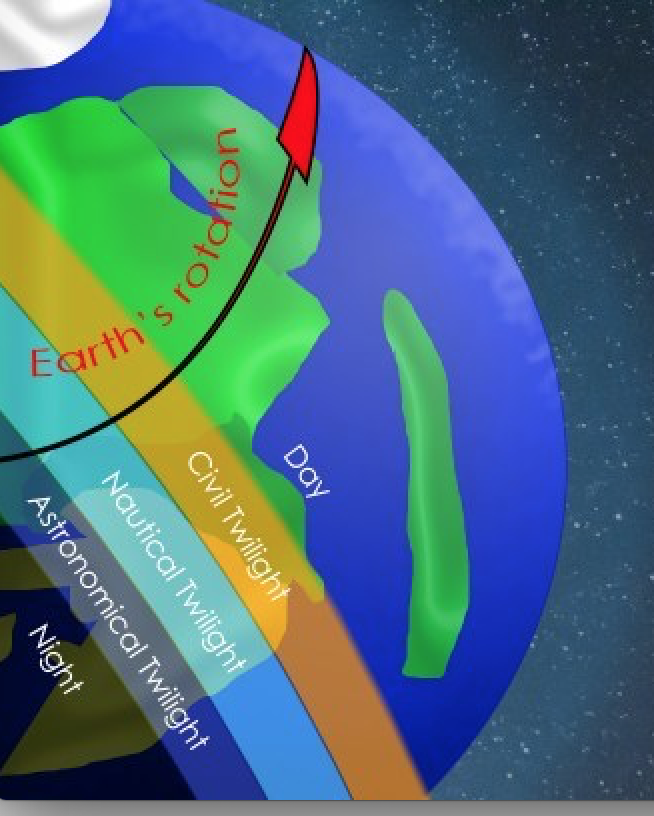 Earth's rotation
Day
Civil Twilight
Nautical Twilight
Astronomical Twilight
Night